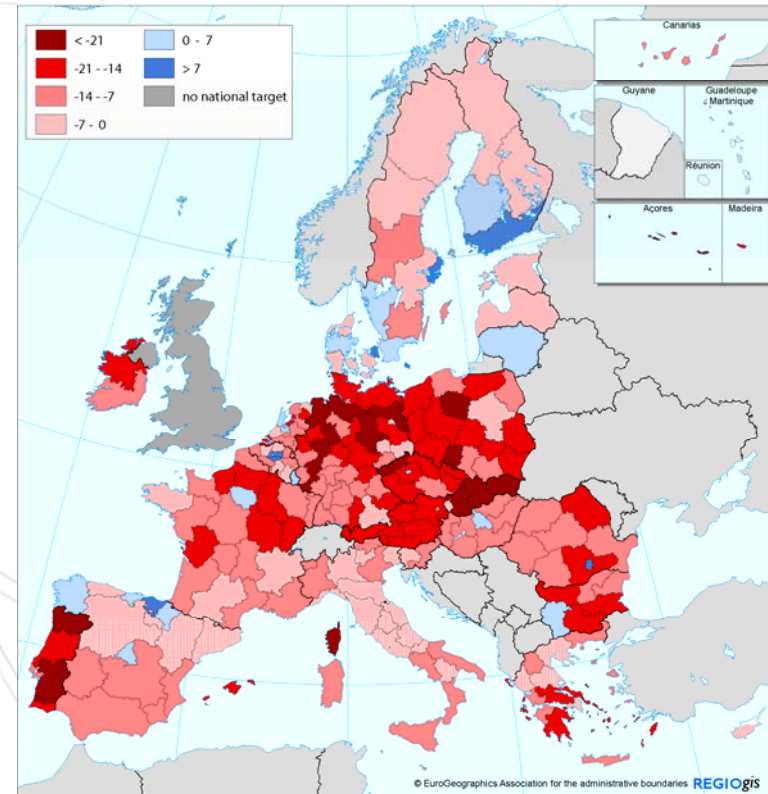 < -21
-21 - -14
-14 - -7
-7 - 0
0 - 7
> 7
no national target
Canarias
Guyane
Guadeloupe
Martinique
Réunion
Açores
Madeira
© EuroGeographics Association for the administrative boundaries
REGIOgis